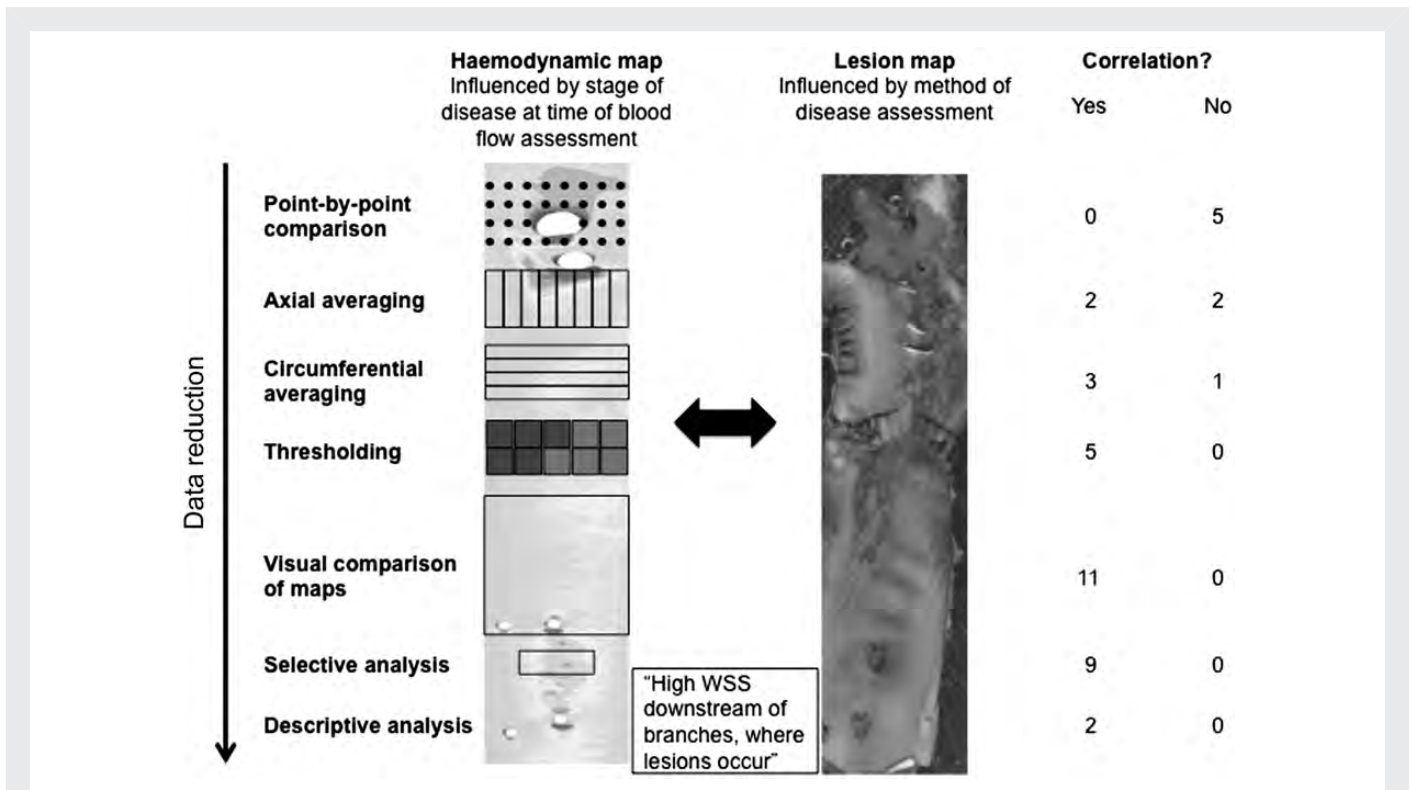 Haemodynamic map
Influenced by stage of
disease at time of blood
flow assessment
Lesion map
Influenced by method of
disease assessment
Correlation?
Yes No
Data reduction
Point-by-point
comparison
0 5
Axial averaging
2 2
Circumferential
averaging
3 1
Thresholding
5 0
Visual comparison
of maps
11 0
Selective analysis
9 0
Descriptive analysis
2 0
"High WSS
downstream of
branches, where
lesions occur"